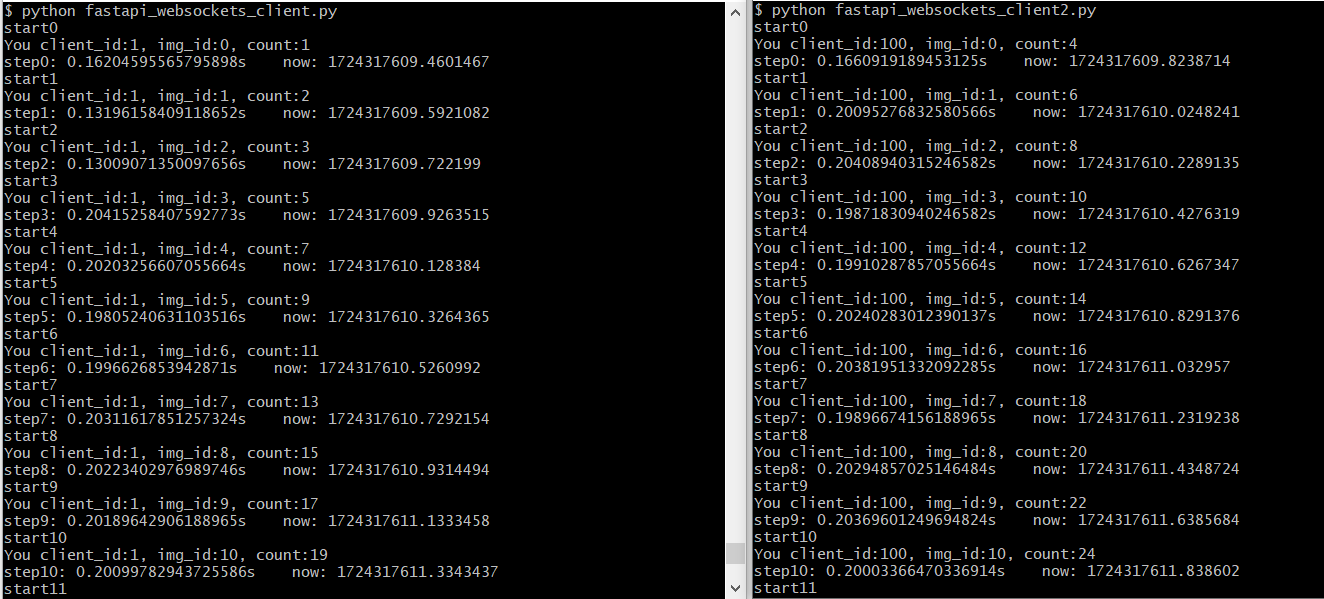 $ python fastapi_websockets_client.py
start0
You client_id:1, img_id:0, count:1
step0: 0.16204595565795898s    now: 1724317609.4601467
start1
You client_id:1, img_id:1, count:2
step1: 0.13196158409118652s    now: 1724317609.5921082
start2
You client_id:1, img_id:2, count:3
step2: 0.13009071350097656s    now: 1724317609.722199
start3
You client_id:1, img_id:3, count:5
step3: 0.20415258407592773s    now: 1724317609.9263515
start4
You client_id:1, img_id:4, count:7
step4: 0.20203256607055664s    now: 1724317610.128384
start5
You client_id:1, img_id:5, count:9
step5: 0.19805240631103516s    now: 1724317610.3264365
start6
You client_id:1, img_id:6, count:11
step6: 0.1996626853942871s    now: 1724317610.5260992
start7
You client_id:1, img_id:7, count:13
step7: 0.20311617851257324s    now: 1724317610.7292154
start8
You client_id:1, img_id:8, count:15
step8: 0.20223402976989746s    now: 1724317610.9314494
start9
You client_id:1, img_id:9, count:17
step9: 0.20189642906188965s    now: 1724317611.1333458
start10
You client_id:1, img_id:10, count:19
step10: 0.20099782943725586s    now: 1724317611.3343437
start11
$ python fastapi_websockets_client2.py
start0
You client_id:100, img_id:0, count:4
step0: 0.1660919189453125s    now: 1724317609.8238714
start1
You client_id:100, img_id:1, count:6
step1: 0.20095276832580566s    now: 1724317610.0248241
start2
You client_id:100, img_id:2, count:8
step2: 0.20408940315246582s    now: 1724317610.2289135
start3
You client_id:100, img_id:3, count:10
step3: 0.19871830940246582s    now: 1724317610.4276319
start4
You client_id:100, img_id:4, count:12
step4: 0.19910287857055664s    now: 1724317610.6267347
start5
You client_id:100, img_id:5, count:14
step5: 0.20240283012390137s    now: 1724317610.8291376
start6
You client_id:100, img_id:6, count:16
step6: 0.20381951332092285s    now: 1724317611.032957
start7
You client_id:100, img_id:7, count:18
step7: 0.19896674156188965s    now: 1724317611.2319238
start8
You client_id:100, img_id:8, count:20
step8: 0.20294857025146484s    now: 1724317611.4348724
start9
You client_id:100, img_id:9, count:22
step9: 0.20369601249694824s    now: 1724317611.6385684
start10
You client_id:100, img_id:10, count:24
step10: 0.20003366470336914s    now: 1724317611.838602
start11